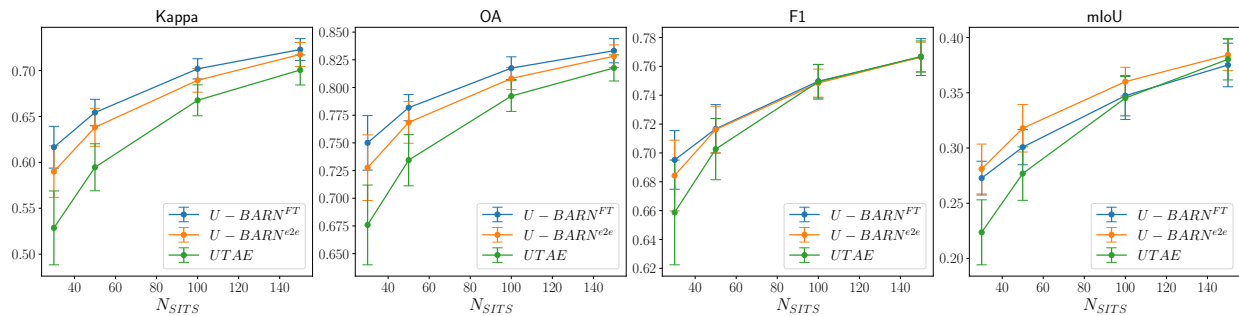 Kappa
0.70
0.65
0.60
0.55
0.50
40 60 80 100 120 140
N_SITS
U − BARN^FT
U − BARN^e2e
UTAE
OA
0.850
0.825
0.800
0.775
0.750
0.725
0.700
0.675
0.650
40 60 80 100 120 140
N_SITS
U − BARN^FT
U − BARN^e2e
UTAE
F1
0.78
0.76
0.74
0.72
0.70
0.68
0.66
0.64
0.62
40 60 80 100 120 140
N_SITS
U − BARN^FT
U − BARN^e2e
UTAE
mIoU
0.40
0.35
0.30
0.25
0.20
40 60 80 100 120 140
N_SITS
U − BARN^FT
U − BARN^e2e
UTAE